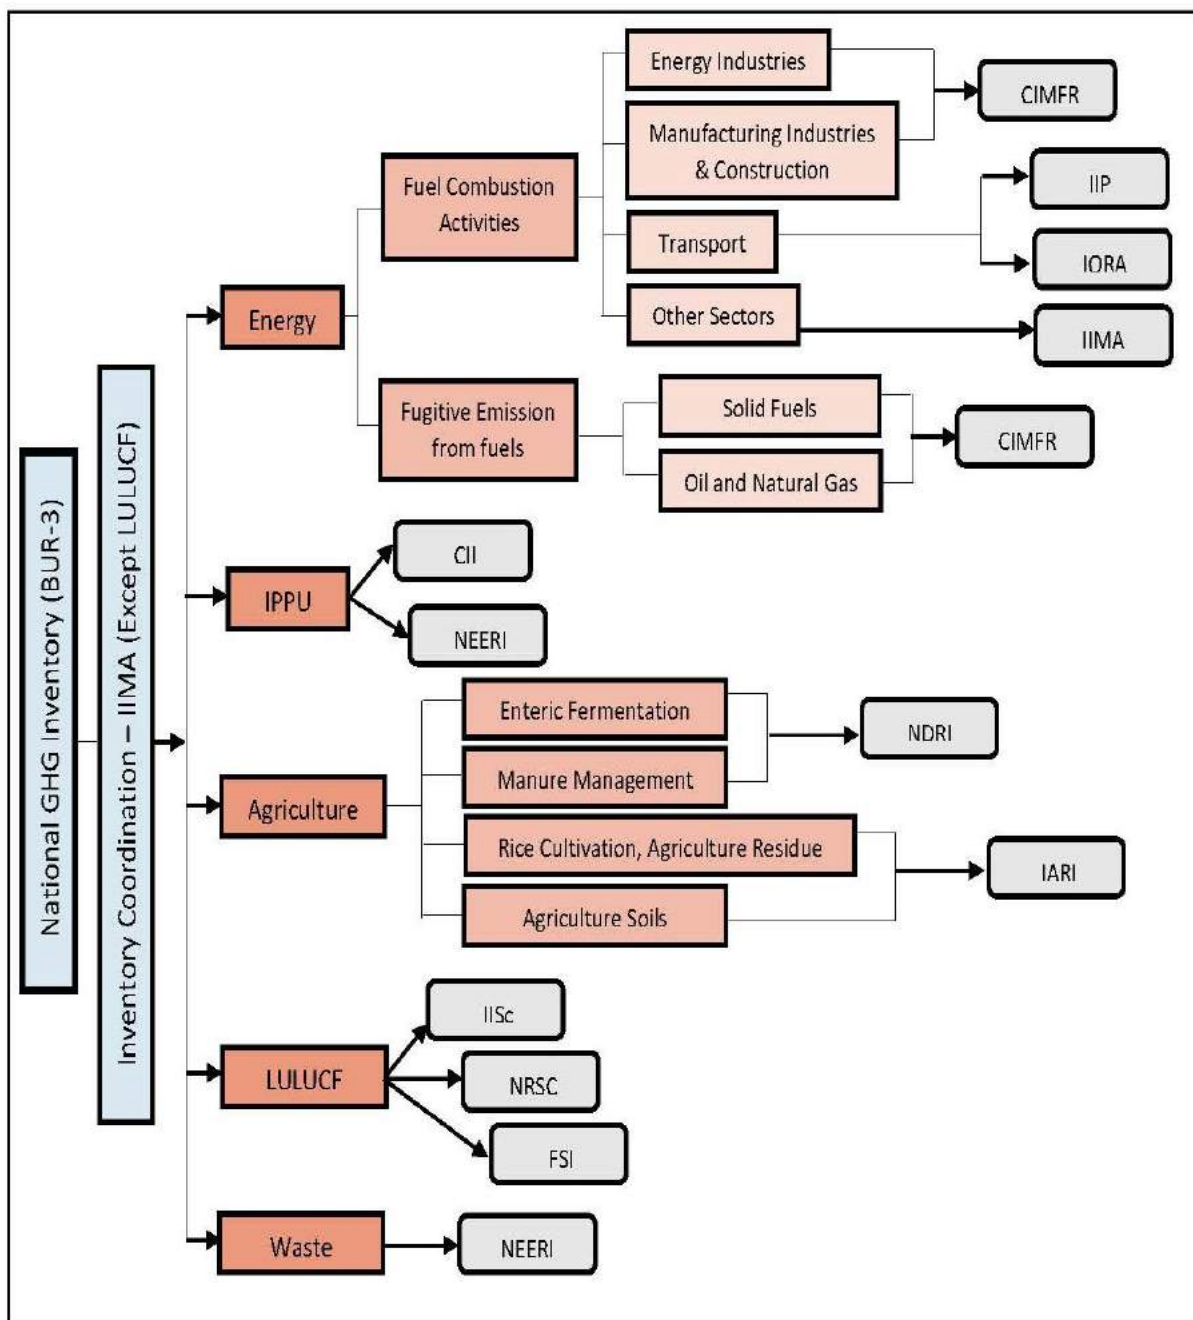 National GHG Inventory (BUR-3)
Inventory Coordination – IIMA (Except LULUCF)
Energy
Fuel Combustion
Activities
Energy Industries
Manufacturing Industries
& Construction
CIMFR
Transport
IIP
IORA
Other Sectors
IIMA
Fugitive Emission
from fuels
Solid Fuels
Oil and Natural Gas
CIMFR
IPPU
CII
NEERI
Agriculture
Enteric Fermentation
Manure Management
NDRI
Rice Cultivation, Agriculture Residue
Agriculture Soils
IARI
LULUCF
IISc
NRSC
FSI
Waste
NEERI